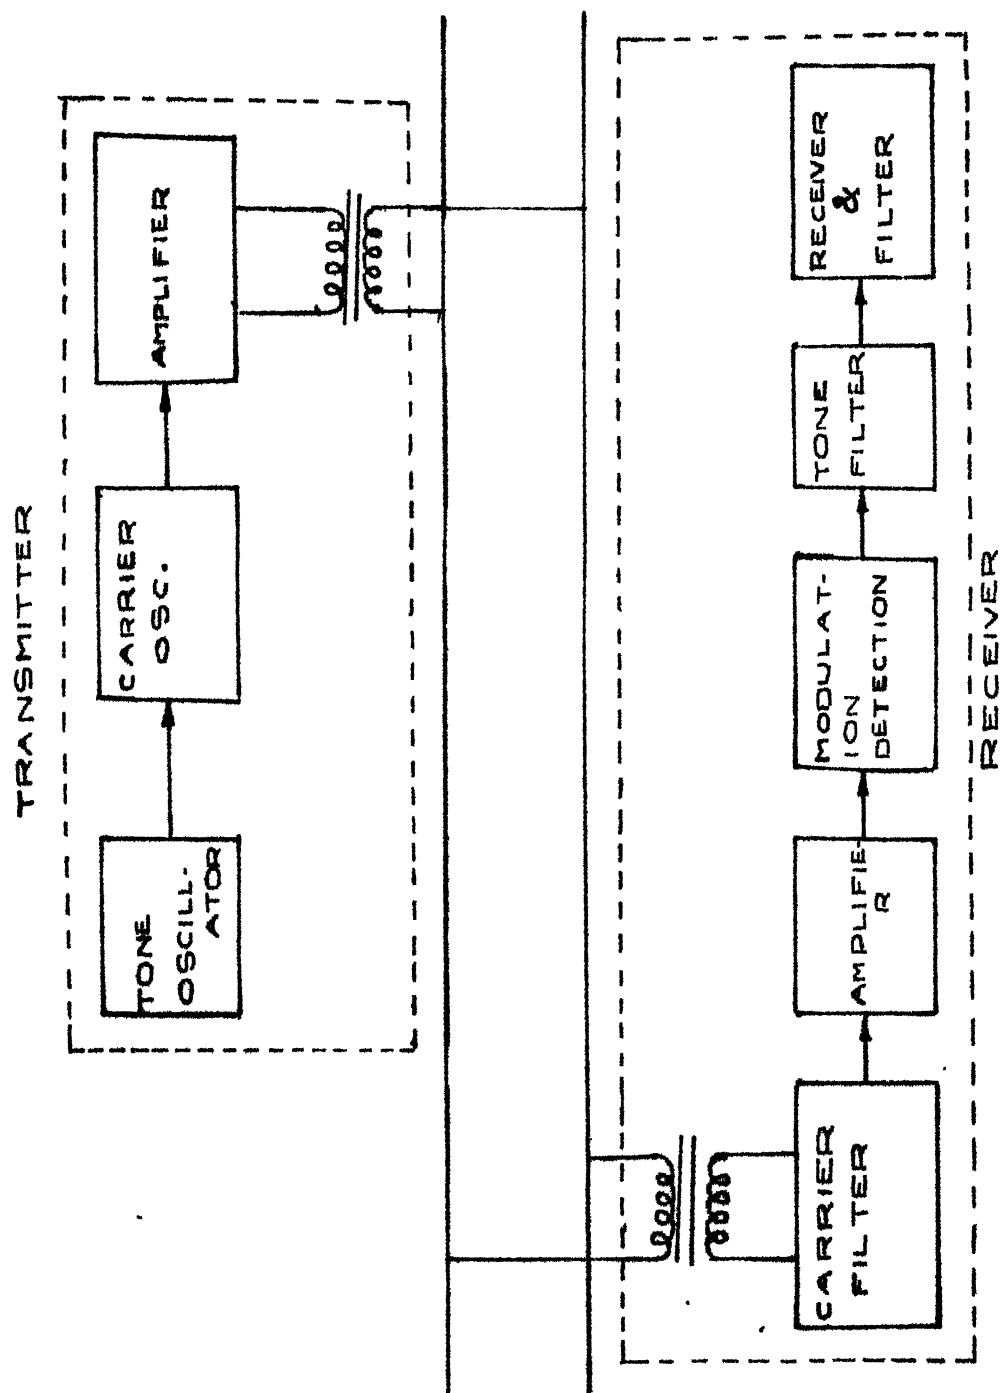 TRANSMITTER
TONE
OSCILL-
ATOR
CARRIER
OSC.
AMPLIFIER
CARRIER
FILTER
AMPLIFIE-
R
MODULAT-
ION
DETECTION
TONE
FILTER
RECEIVER
&
FILTER
RECEIVER